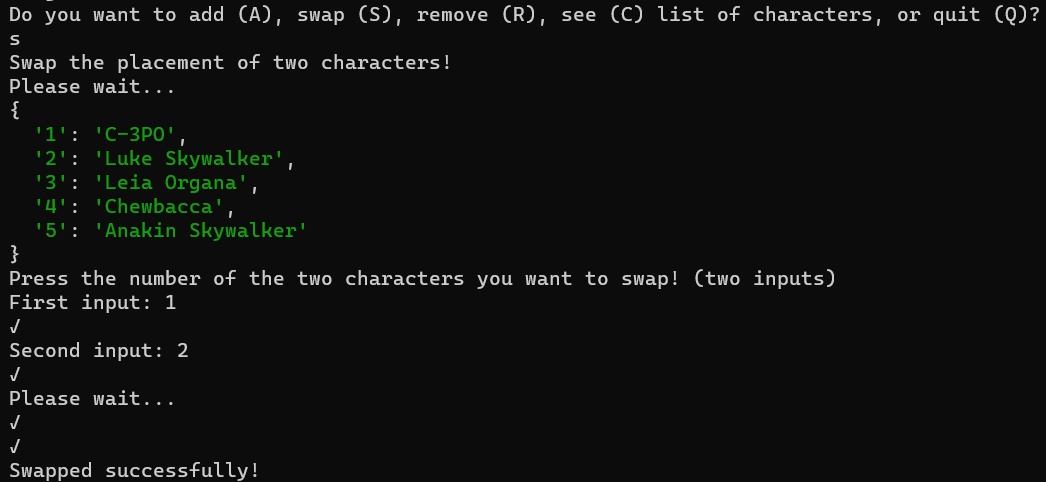 Do you want to add (A), swap (S), remove (R), see (C) list of characters, or quit (Q)?
s
Swap the placement of two characters!
Please wait...
{
  '1': 'C-3PO',
  '2': 'Luke Skywalker',
  '3': 'Leia Organa',
  '4': 'Chewbacca',
  '5': 'Anakin Skywalker'
}
Press the number of the two characters you want to swap! (two inputs)
First input: 1
√
Second input: 2
√
Please wait...
√
√
Swapped successfully!